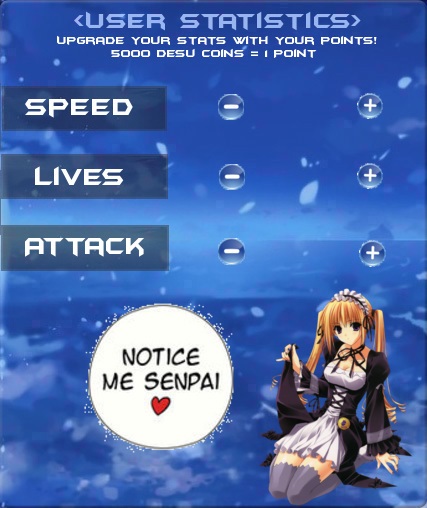 <USER STATISTICS>
UPGRADE YOUR STATS WITH YOUR POINTS!
5000 DESU COINS = 1 POINT
SPEED - +
LIVES - +
ATTACK - +
NOTICE
ME SENPAI